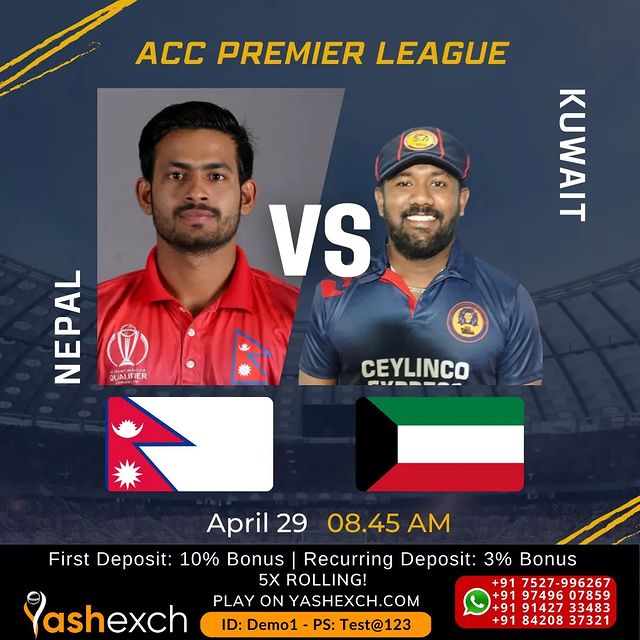 ACC PREMIER LEAGUE
KUWAIT
VS
NEPAL
QUALIFIER
CEYLINCO
EXPRESS
April 29 08.45 AM
First Deposit: 10% Bonus | Recurring Deposit: 3% Bonus
5X ROLLING!
PLAY ON YASHEXCH.COM
Yashexch
ID: Demo1 - PS: Test@123
+91 7527-996267
+91 97496 07859
+91 91427 33483
+91 84208 37321